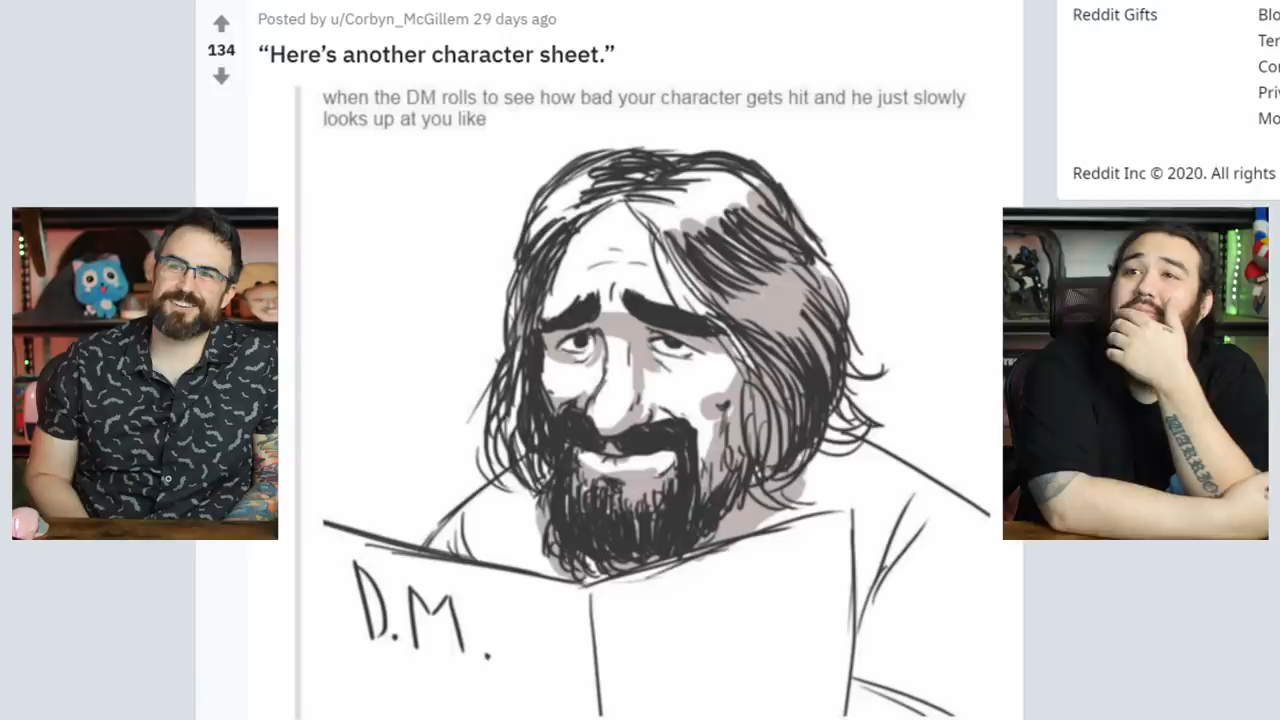 Posted by u/Corbyn_McGillem 29 days ago
134
“Here’s another character sheet.”
when the DM rolls to see how bad your character gets hit and he just slowly
looks up at you like
D.M.
Reddit Gifts
Reddit Inc © 2020. All rights